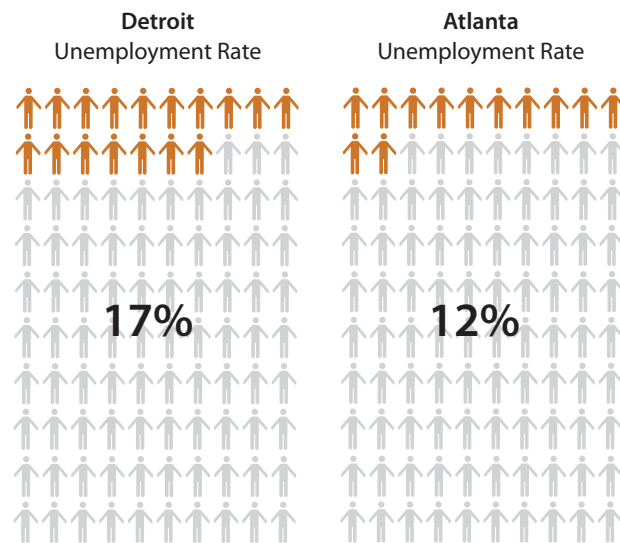 Detroit
Unemployment Rate
17%
Atlanta
Unemployment Rate
12%